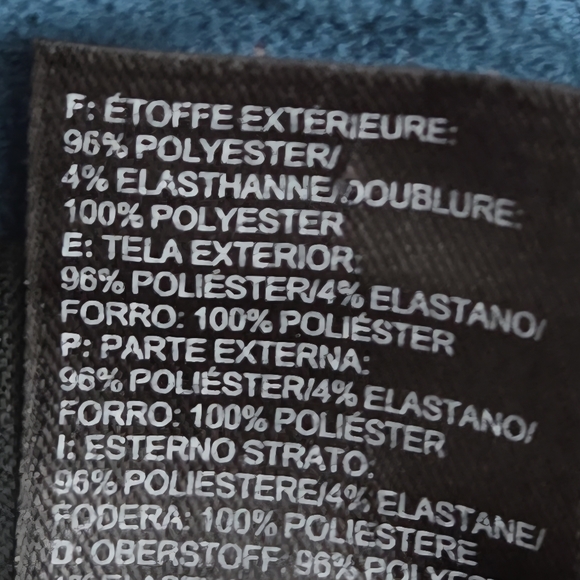 F: ÉTOFFE EXTÉRIEURE:
96% POLYESTER/
4% ELASTHANNE/DOUBLURE:
100% POLYESTER
E: TELA EXTERIOR:
96% POLIÉSTER/4% ELASTANO/
FORRO: 100% POLIÉSTER
P: PARTE EXTERNA:
96% POLIÉSTER/4% ELASTANO/
FORRO: 100% POLIÉSTER
I: ESTERNO STRATO:
96% POLIESTERE/4% ELASTANE/
FODERA: 100% POLIESTERE
D: OBERSTOFF: 96%